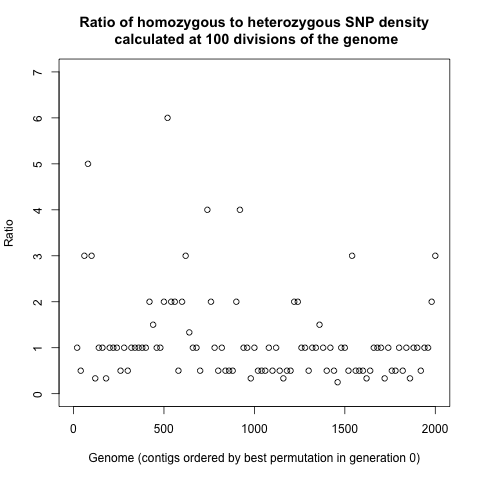 Ratio of homozygous to heterozygous SNP density
calculated at 100 divisions of the genome
7
6
5
4
3
2
1
0
Ratio
0 500 1000 1500 2000
Genome (contigs ordered by best permutation in generation 0)